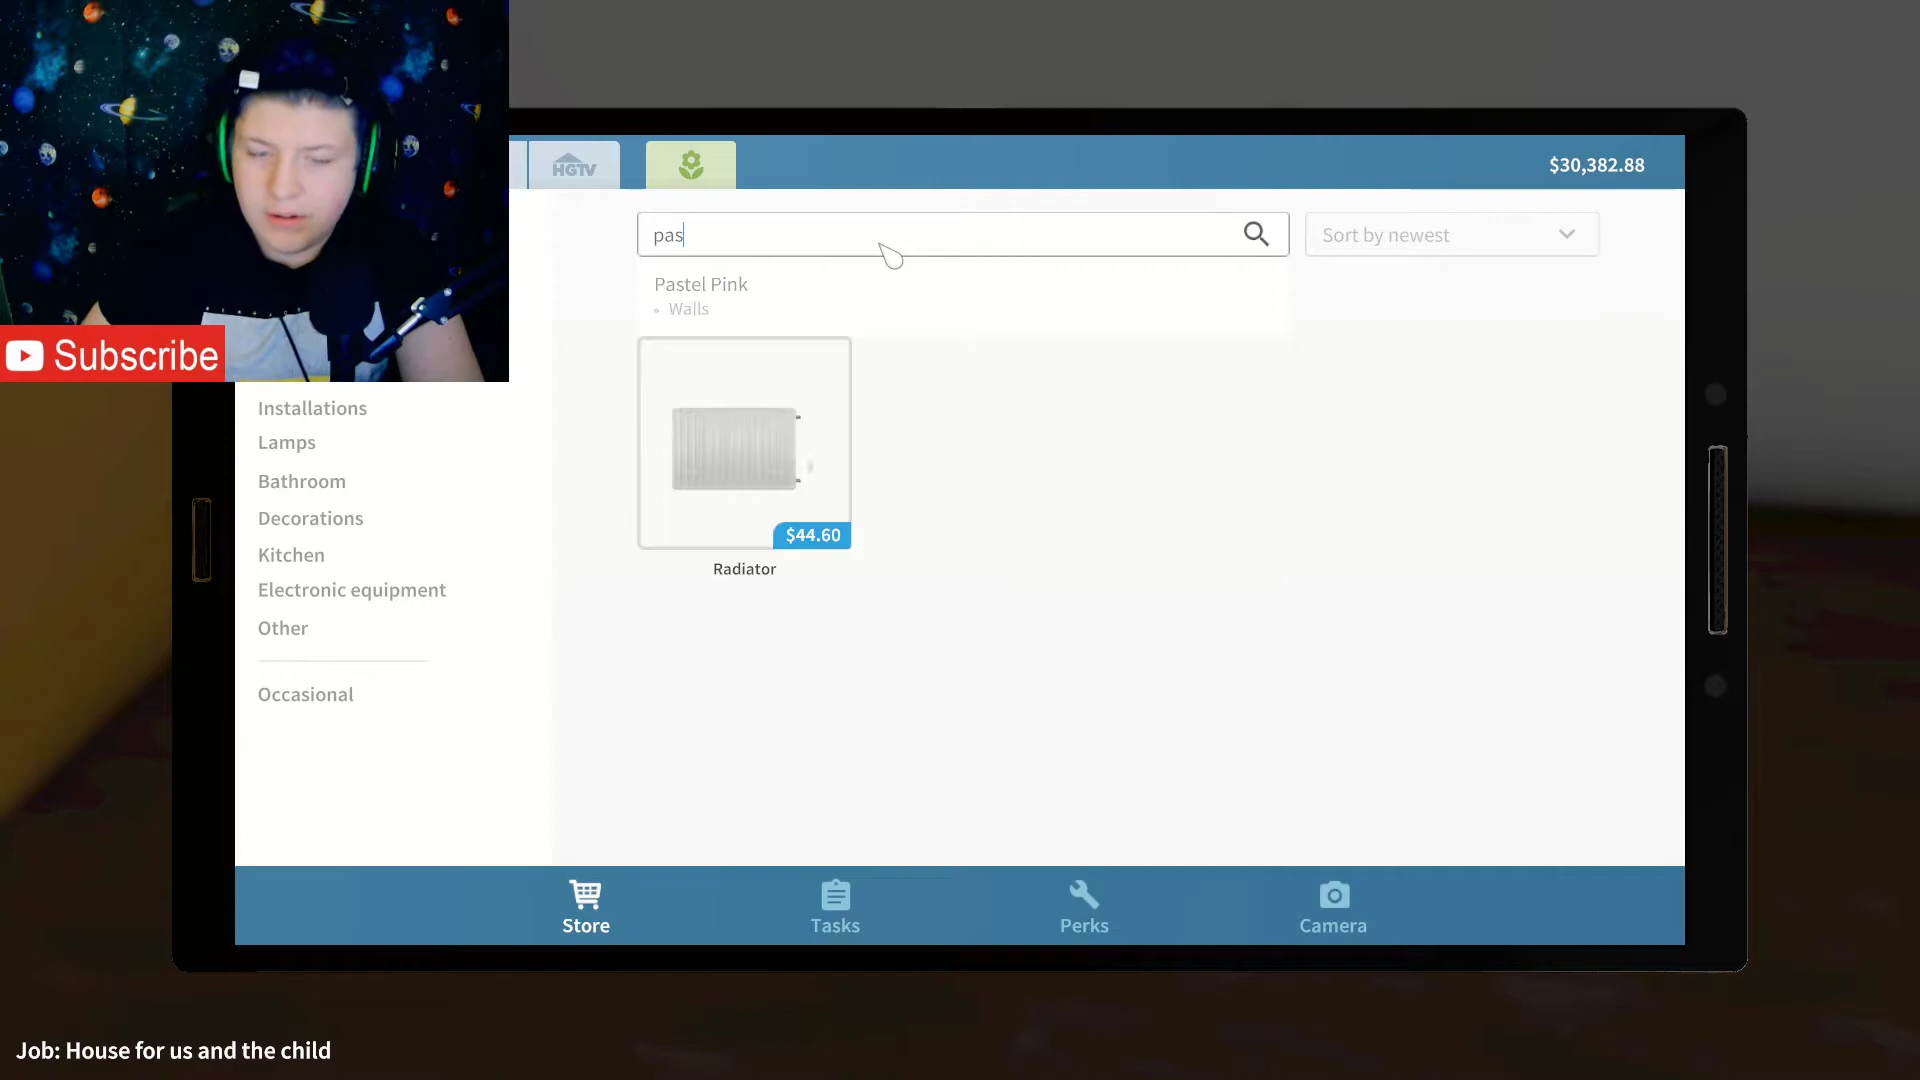 HGTV
$30,382.88
pas
Sort by newest
Pastel Pink
• Walls
Subscribe
Installations
Lamps
Bathroom
Decorations
Kitchen
Electronic equipment
Other
Occasional
$44.60
Radiator
Store
Tasks
Perks
Camera
Job: House for us and the child